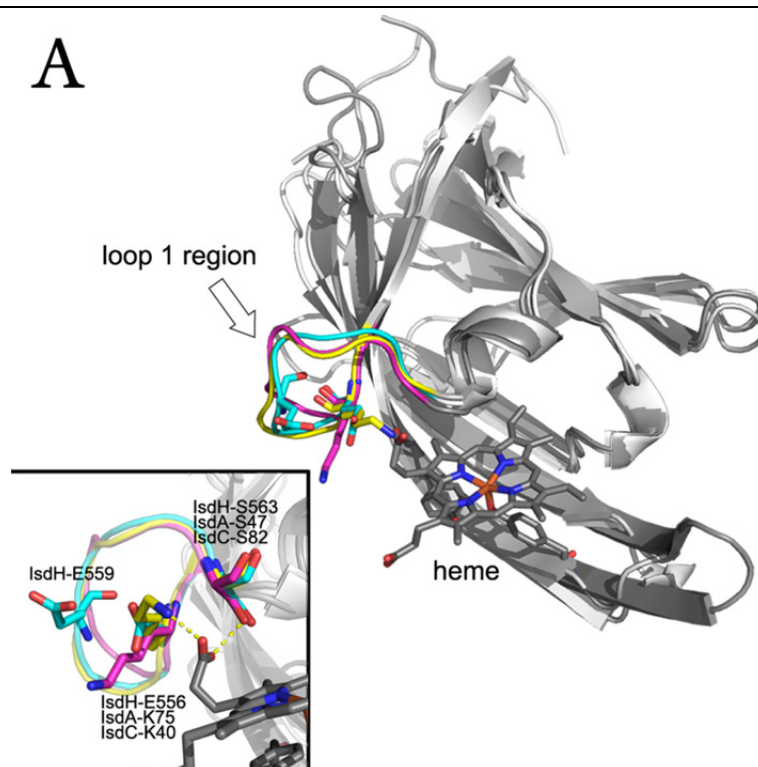 A
loop 1 region
heme
IsdH-S563
IsdA-S47
IsdC-S82
IsdH-E559
IsdH-E556
IsdA-K75
IsdC-K40